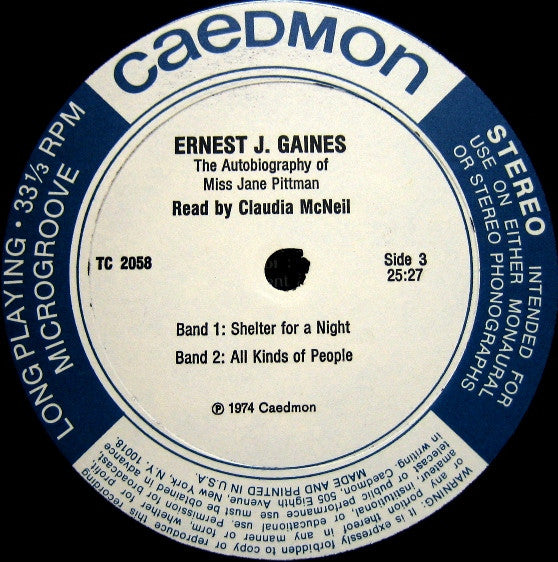 CAEDMON
ERNEST J. GAINES
The Autobiography of
Miss Jane Pittman
Read by Claudia McNeil
TC 2058
Side 3
25:27
Band 1: Shelter for a Night
Band 2: All Kinds of People
℗ 1974 Caedmon
LONG PLAYING • 33⅓ RPM
MICROGROOVE
STEREO INTENDED FOR
USE ON EITHER MONAURAL
OR STEREO PHONOGRAPHS
WARNING: It is expressly forbidden to copy or reproduce this recording
or any portion thereof in any manner or form, whether for profit,
amateur, institutional, or educational use. Permission for broadcast,
telecast or public performance must be obtained in advance,
in writing, from Caedmon, 505 Eighth Avenue, New York, N.Y. 10018.
MADE AND PRINTED IN U.S.A.